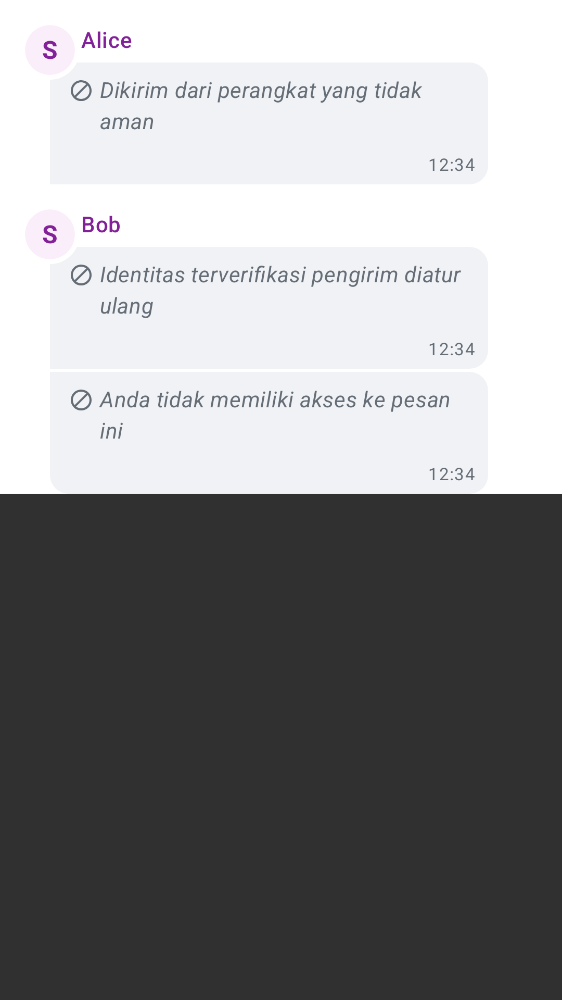 S
Alice
Dikirim dari perangkat yang tidak
aman
12:34
S
Bob
Identitas terverifikasi pengirim diatur
ulang
12:34
Anda tidak memiliki akses ke pesan
ini
12:34